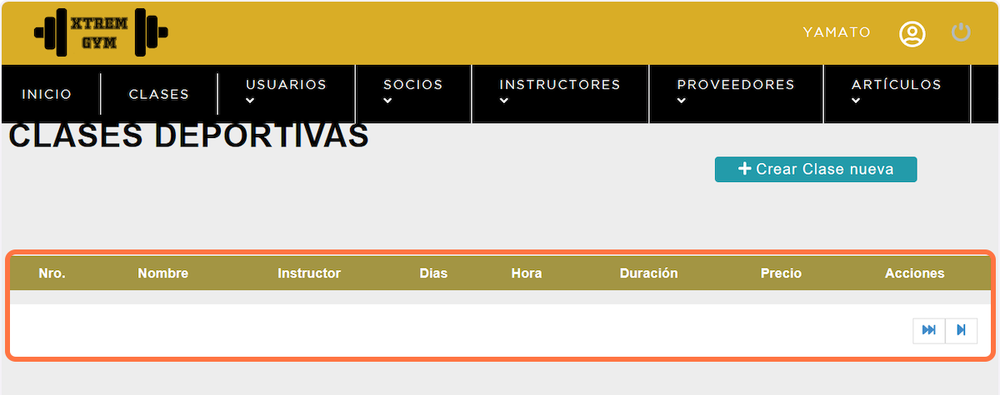 XTREM
GYM
YAMATO
INICIO
CLASES
USUARIOS
SOCIOS
INSTRUCTORES
PROVEEDORES
ARTÍCULOS
CLASES DEPORTIVAS
Crear Clase nueva
Nro. Nombre Instructor Dias Hora Duración Precio Acciones